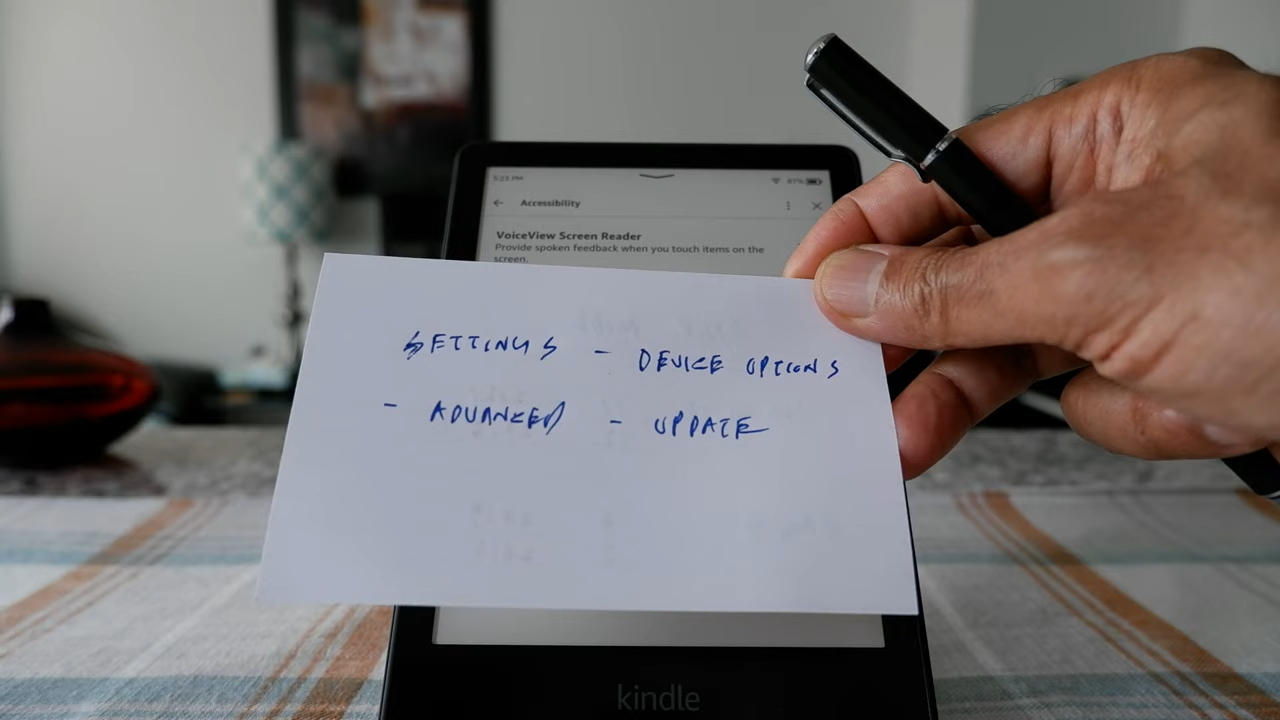 5:23 PM 87%
Accessibility
VoiceView Screen Reader
Provide spoken feedback when you touch items on the
screen.
SETTINGS - DEVICE OPTIONS
- ADVANCED - UPDATE
kindle